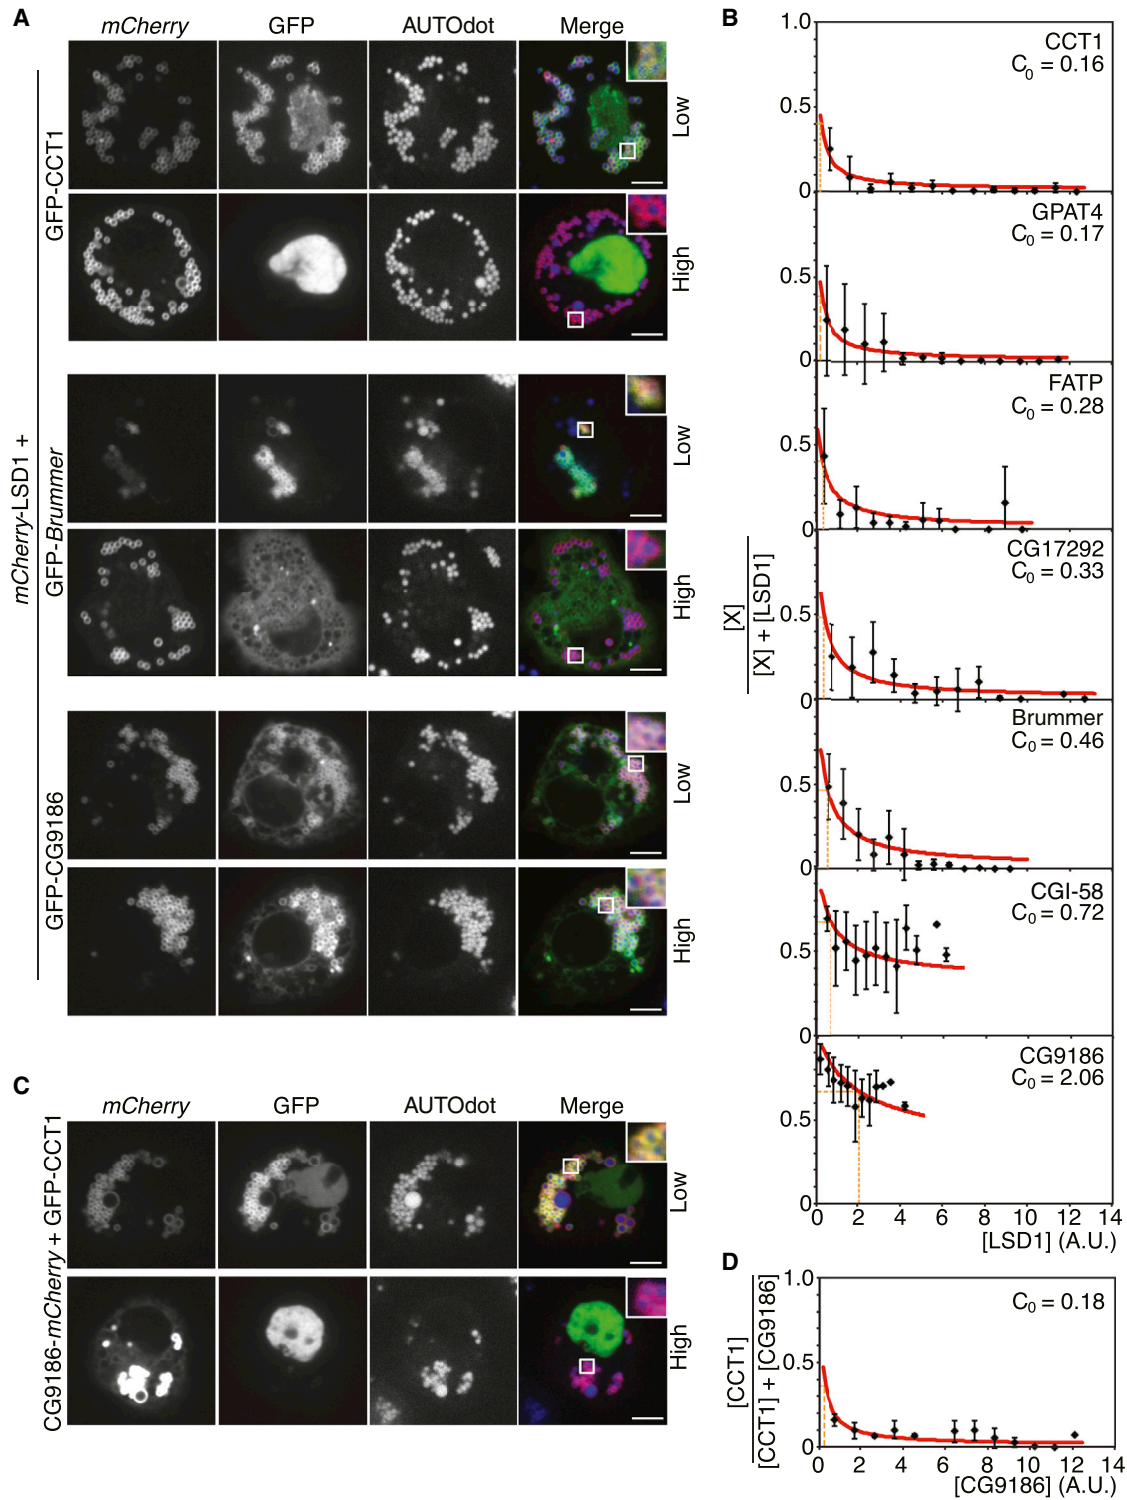 A
mCherry GFP AUTOdot Merge
mCherry-LSD1 +
GFP-CCT1
Low
High
GFP-Brummer
Low
High
GFP-CG9186
Low
High
B
[X]
[X] + [LSD1]
1.0
CCT1
C0 = 0.16
0.5
0
GPAT4
C0 = 0.17
0.5
0
FATP
C0 = 0.28
0.5
0
CG17292
C0 = 0.33
0.5
0
Brummer
C0 = 0.46
0.5
0
CGI-58
C0 = 0.72
0.5
0
CG9186
C0 = 2.06
0.5
0
0 2 4 6 8 10 12 14
[LSD1] (A.U.)
C
mCherry GFP AUTOdot Merge
CG9186-mCherry + GFP-CCT1
Low
High
D
[CCT1]
[CCT1] + [CG9186]
1.0
C0 = 0.18
0.5
0
0 2 4 6 8 10 12 14
[CG9186] (A.U.)